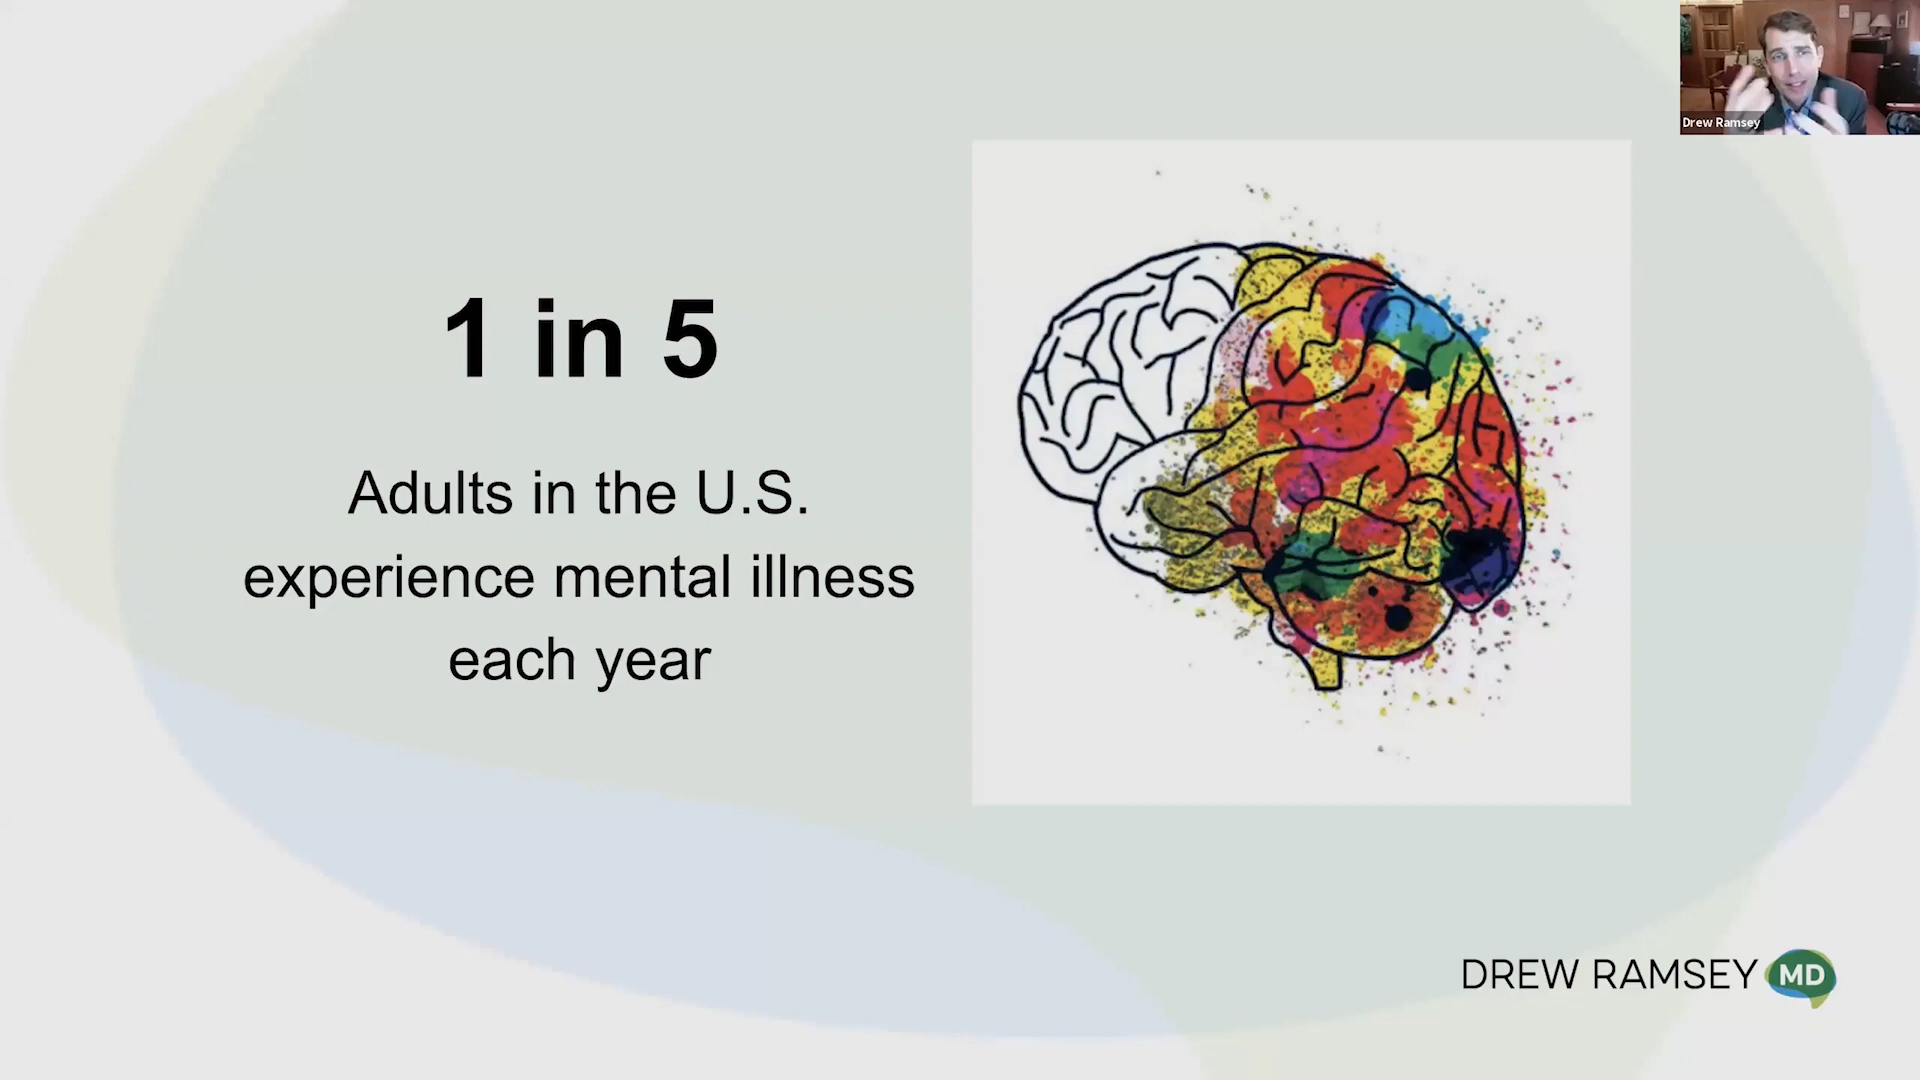 Drew Ramsey
1 in 5
Adults in the U.S.
experience mental illness
each year
DREW RAMSEY MD